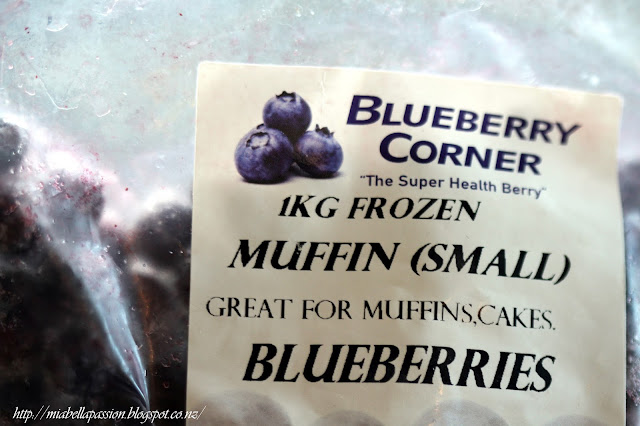 BLUEBERRY
CORNER
"The Super Health Berry"
1KG FROZEN
MUFFIN (SMALL)
GREAT FOR MUFFINS,CAKES.
BLUEBERRIES
http://miabellapassion.blogspot.co.nz/